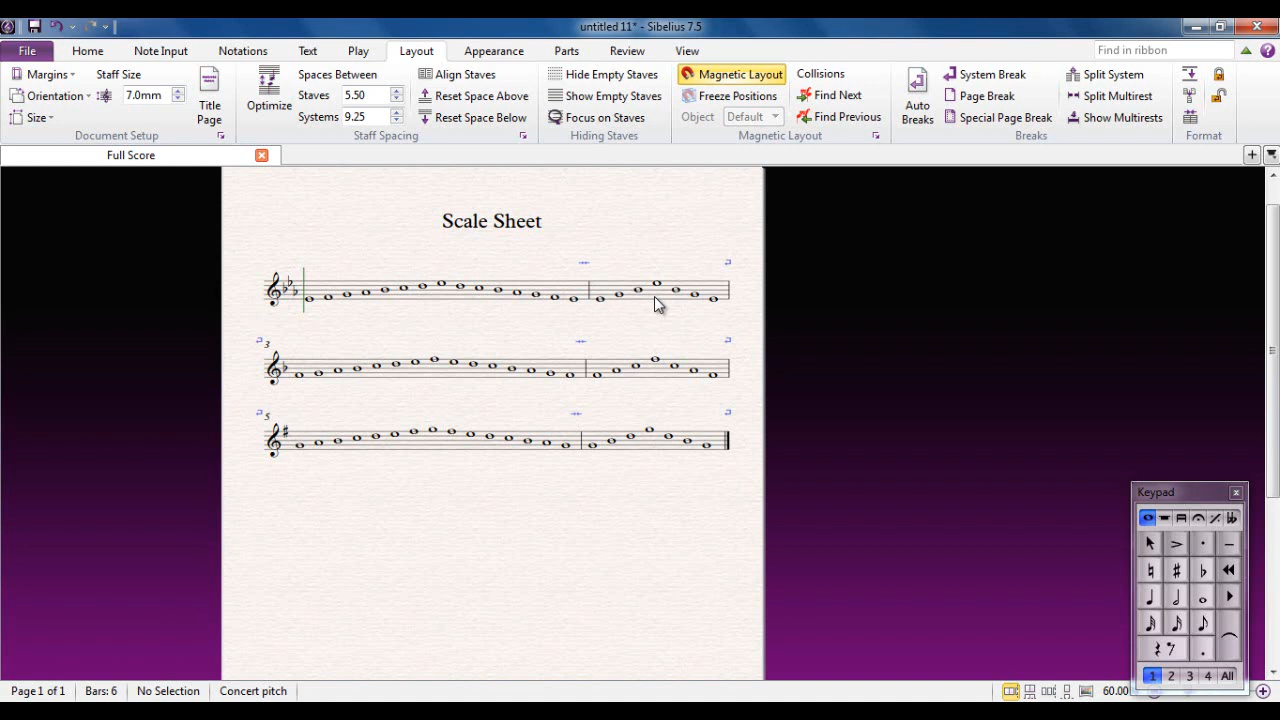 untitled 11* - Sibelius 7.5
File Home Note Input Notations Text Play Layout Appearance Parts Review View Find in ribbon
Margins Staff Size Spaces Between Align Staves Hide Empty Staves Magnetic Layout Collisions System Break Split System
Orientation 7.0mm Title Page Optimize Staves 5.50 Reset Space Above Show Empty Staves Freeze Positions Find Next Auto Breaks Page Break Split Multirest
Size Systems 9.25 Reset Space Below Focus on Staves Object Default Find Previous Special Page Break Show Multirests
Document Setup Staff Spacing Hiding Staves Magnetic Layout Breaks Format
Full Score
Scale Sheet
3
5
Keypad
1 2 3 4 All
Page 1 of 1 Bars: 6 No Selection Concert pitch 60.00